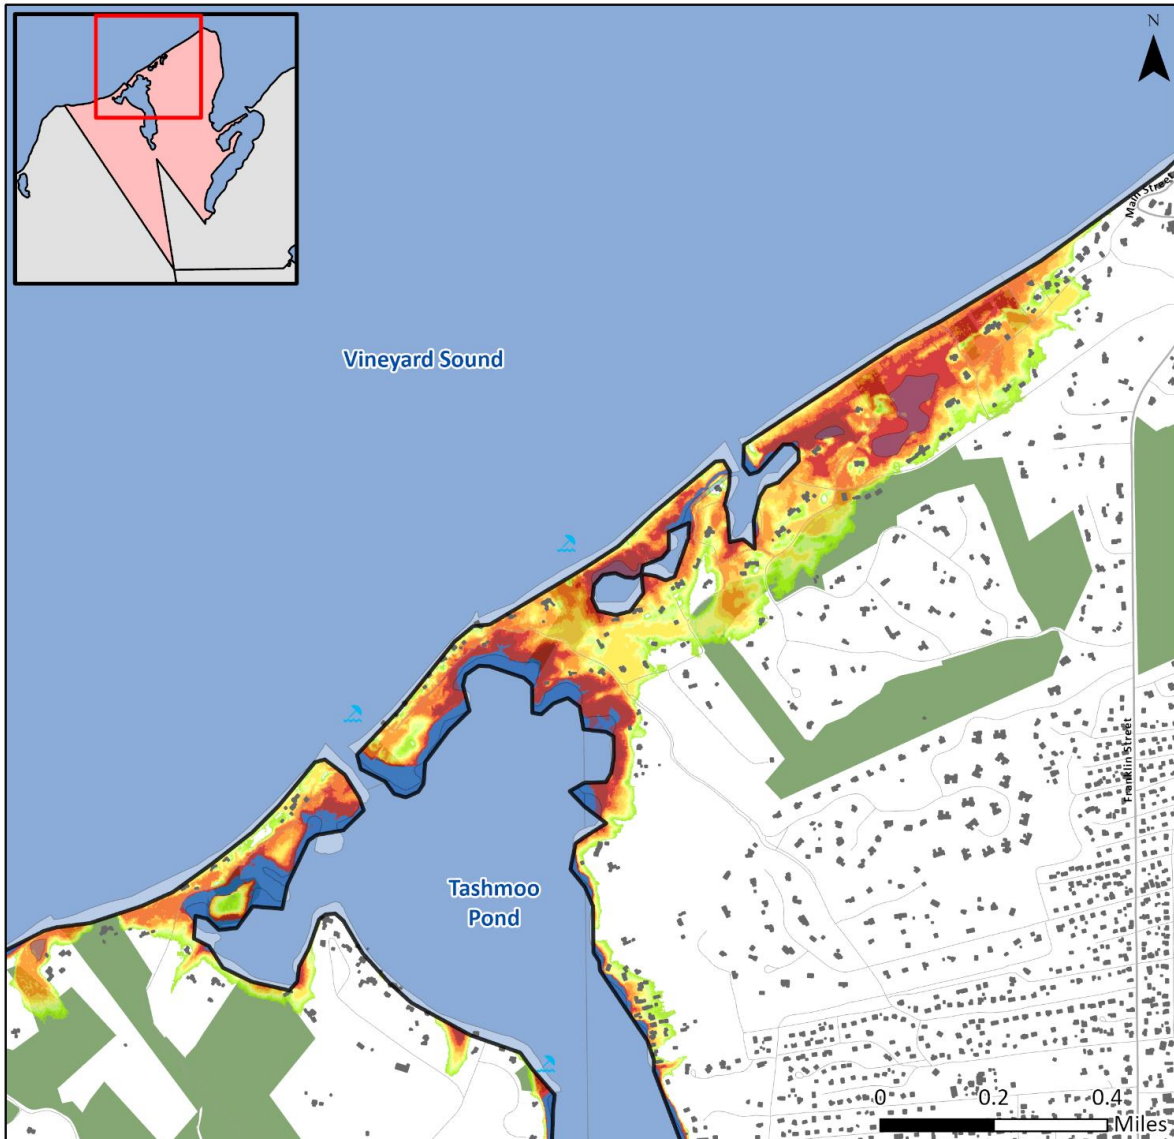 N
Main Street
Vineyard Sound
Franklin Street
Tashmoo
Pond
0 0.2 0.4
Miles